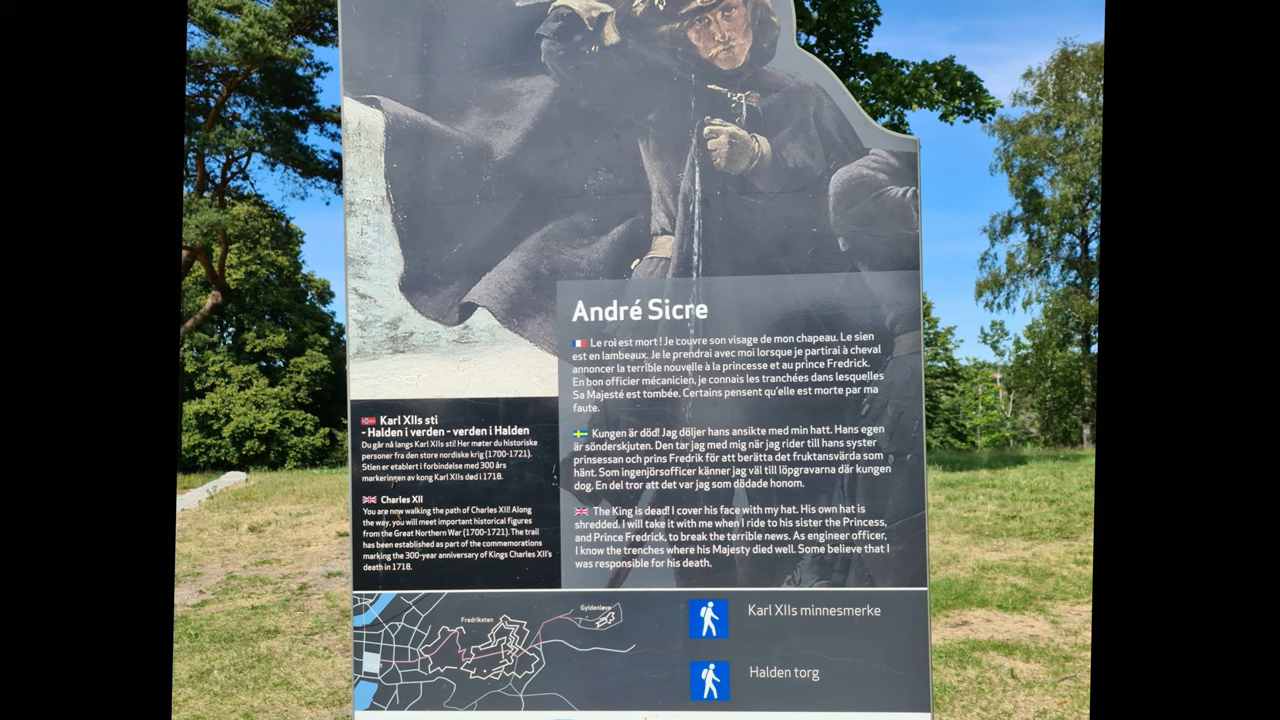 André Sicre
Le roi est mort ! Je couvre son visage de mon chapeau. Le sien
est en lambeaux. Je le prendrai avec moi lorsque je partirai à cheval
annoncer la terrible nouvelle à la princesse et au prince Fredrick.
En bon officier mécanicien, je connais les tranchées dans lesquelles
Sa Majesté est tombée. Certains pensent qu'elle est morte par ma
faute.
Kungen är död! Jag döljer hans ansikte med min hatt. Hans egen
är sönderskjuten. Den tar jag med mig när jag rider till hans syster
prinsessan och prins Fredrik för att berätta det fruktansvärda som
hänt. Som ingenjörsofficer känner jag väl till löpgravarna där kungen
dog. En del tror att det var jag som dödade honom.
The King is dead! I cover his face with my hat. His own hat is
shredded. I will take it with me when I ride to his sister the Princess,
and Prince Fredrick, to break the terrible news. As engineer officer,
I know the trenches where his Majesty died well. Some believe that I
was responsible for his death.
Karl XIIs sti
- Halden i verden - verden i Halden
Du går nå langs Karl XIIs sti! Her møter du historiske
personer fra den store nordiske krig (1700-1721).
Stien er etablert i forbindelse med 300 års
markeringen av kong Karl XIIs død i 1718.
Charles XII
You are now walking the path of Charles XII! Along
the way, you will meet important historical figures
from the Great Northern War (1700-1721). The trail
has been established as part of the commemorations
marking the 300-year anniversary of Kings Charles XII's
death in 1718.
Fredriksten
Gyldenløve
Karl XIIs minnesmerke
Halden torg